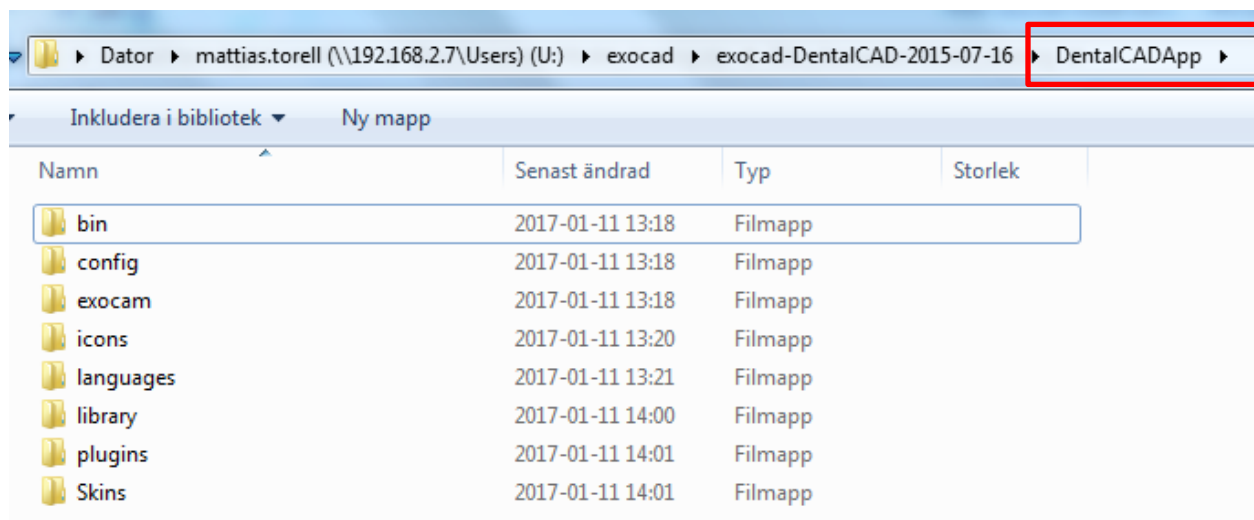 Dator mattias.torell (\\192.168.2.7\Users) (U:) exocad exocad-DentalCAD-2015-07-16 DentalCADApp
Inkludera i bibliotek Ny mapp
Namn Senast ändrad Typ Storlek
bin 2017-01-11 13:18 Filmapp
config 2017-01-11 13:18 Filmapp
exocam 2017-01-11 13:18 Filmapp
icons 2017-01-11 13:20 Filmapp
languages 2017-01-11 13:21 Filmapp
library 2017-01-11 14:00 Filmapp
plugins 2017-01-11 14:01 Filmapp
Skins 2017-01-11 14:01 Filmapp